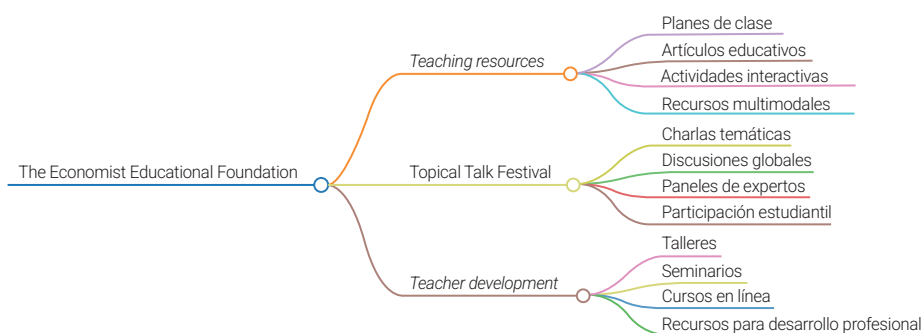 The Economist Educational Foundation
Teaching resources
Planes de clase
Artículos educativos
Actividades interactivas
Recursos multimodales
Topical Talk Festival
Charlas temáticas
Discusiones globales
Paneles de expertos
Participación estudiantil
Teacher development
Talleres
Seminarios
Cursos en línea
Recursos para desarrollo profesional